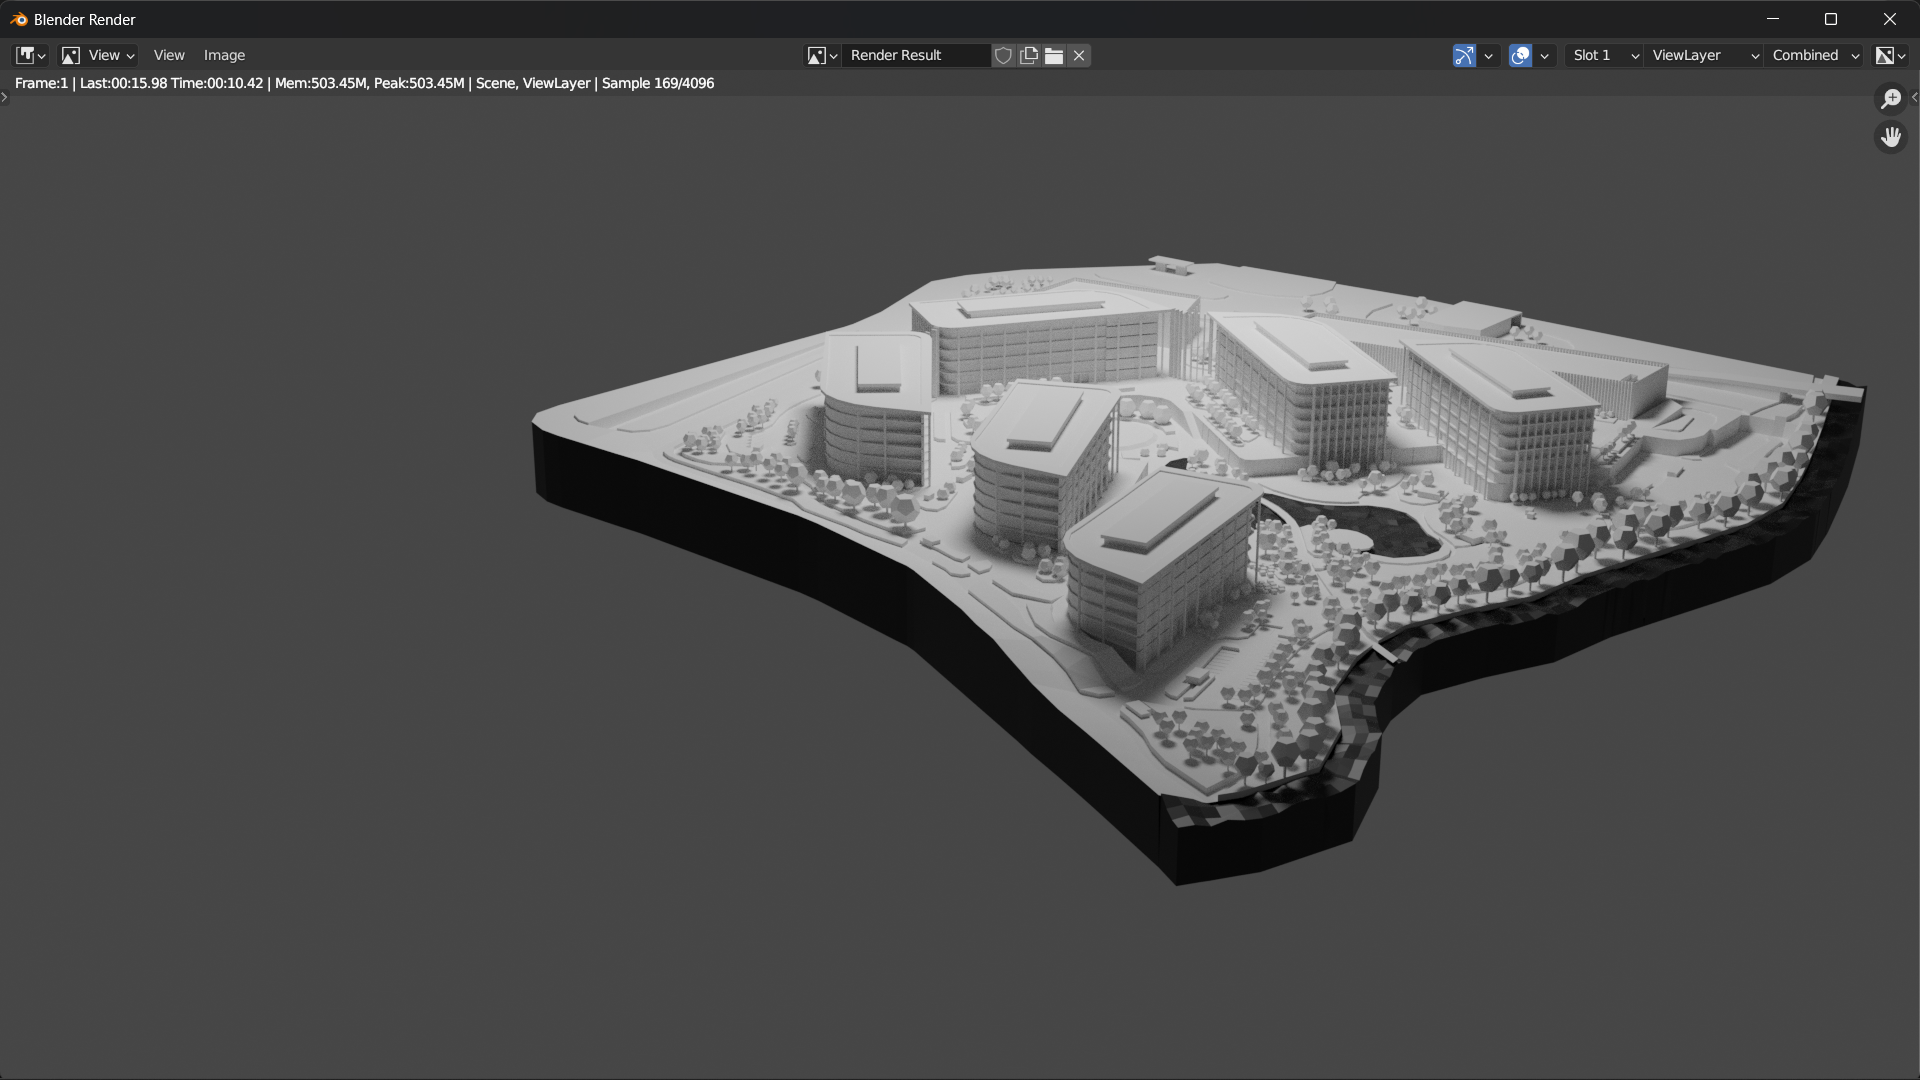 Blender Render
View View Image Render Result Slot 1 ViewLayer Combined
Frame:1 | Last:00:15.98 Time:00:10.42 | Mem:503.45M, Peak:503.45M | Scene, ViewLayer | Sample 169/4096